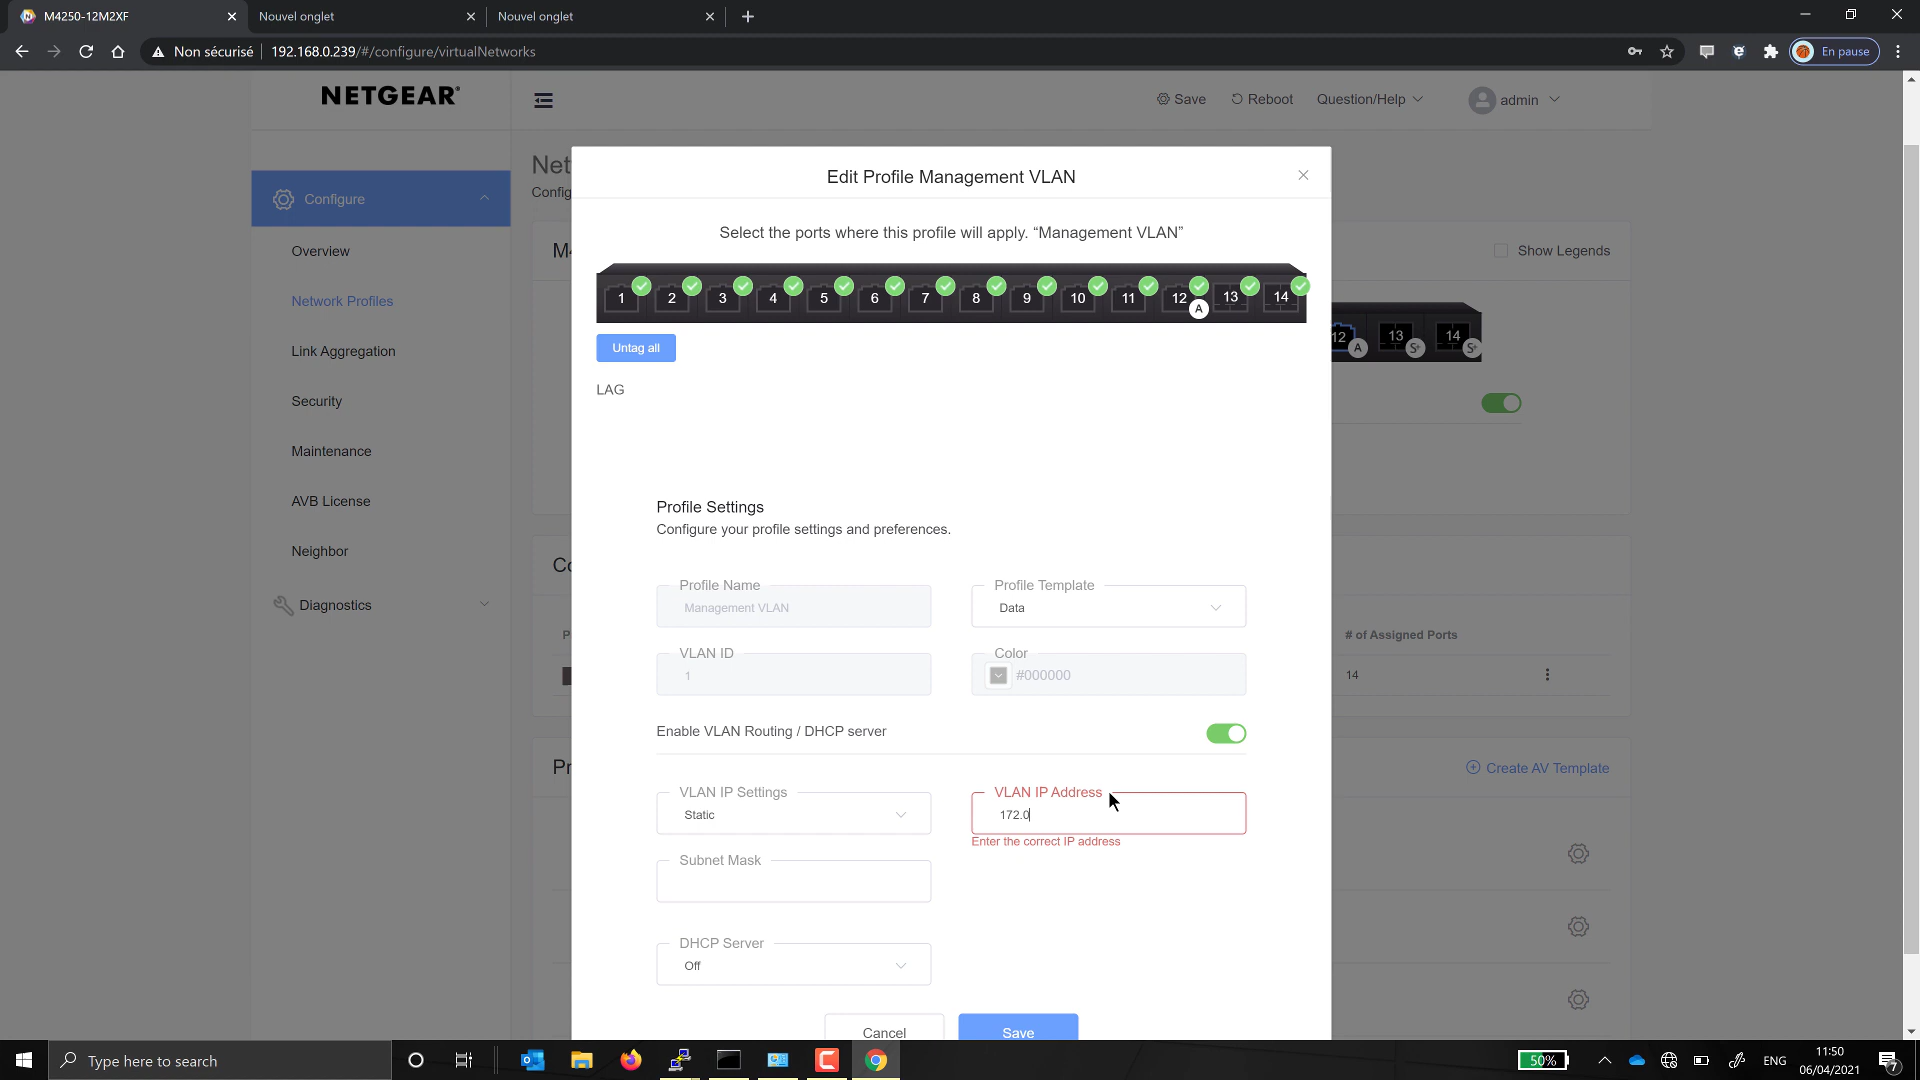 M4250-12M2XF
Nouvel onglet
Nouvel onglet
Non sécurisé
192.168.0.239/#/configure/virtualNetworks
En pause
NETGEAR
Save
Reboot
Question/Help
admin
Configure
Overview
Network Profiles
Link Aggregation
Security
Maintenance
AVB License
Neighbor
Diagnostics
Net
Config
M4
Show Legends
12
A
13
S+
14
S+
Co
P
# of Assigned Ports
14
Pr
Create AV Template
Edit Profile Management VLAN
Select the ports where this profile will apply. “Management VLAN”
1 2 3 4 5 6 7 8 9 10 11 12 13 14
A
Untag all
LAG
Profile Settings
Configure your profile settings and preferences.
Profile Name
Management VLAN
Profile Template
Data
VLAN ID
1
Color
#000000
Enable VLAN Routing / DHCP server
VLAN IP Settings
Static
VLAN IP Address
172.0
Enter the correct IP address
Subnet Mask
DHCP Server
Off
Cancel
Save
Type here to search
50%
ENG
11:50
06/04/2021
7